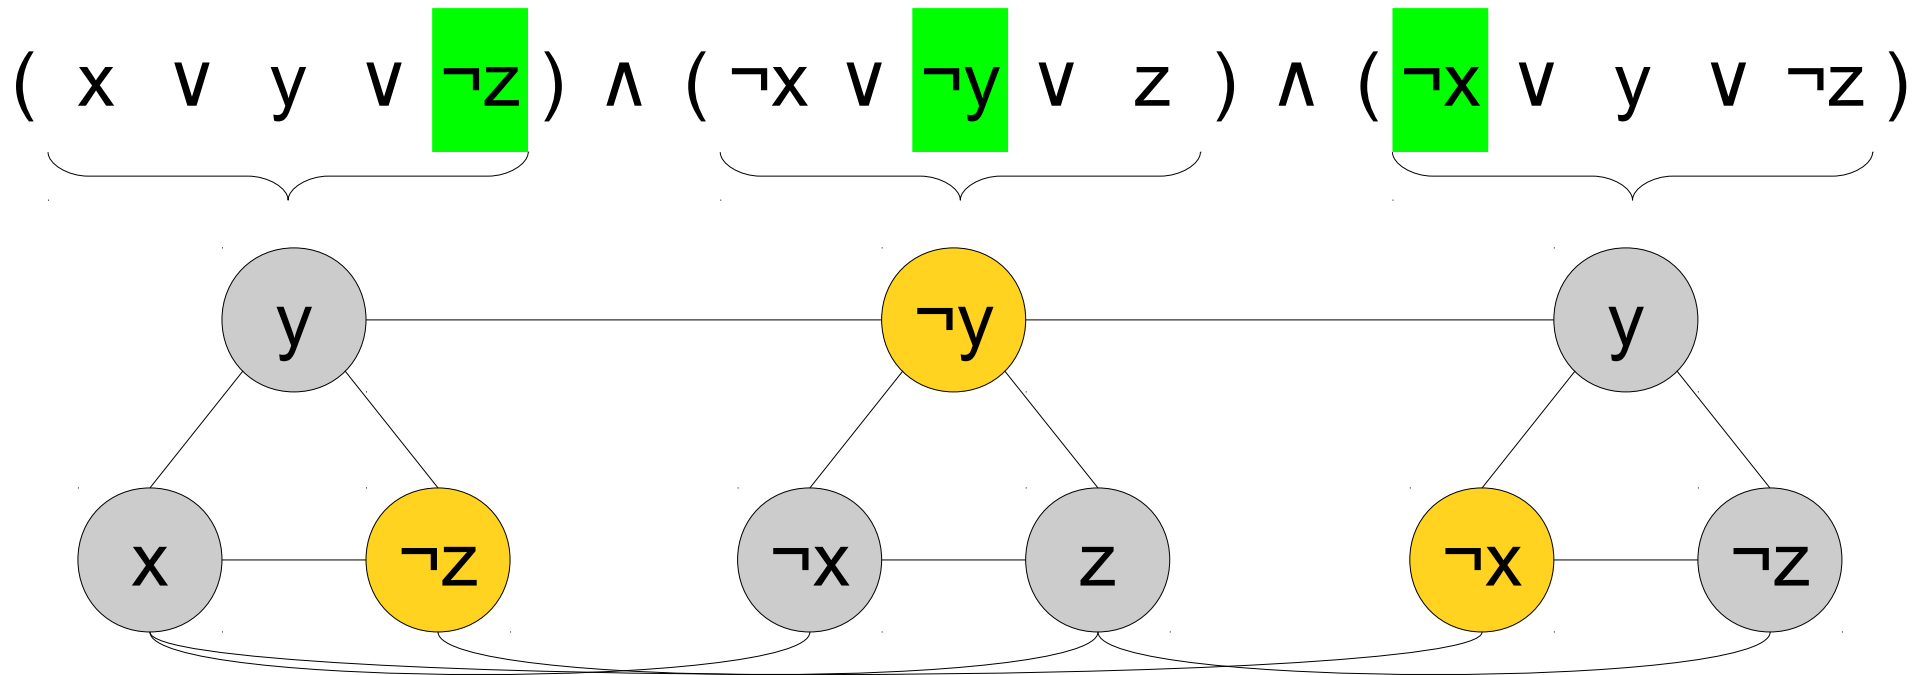 ( x ∨ y ∨ ¬z ) ∧ ( ¬x ∨ ¬y ∨ z ) ∧ ( ¬x ∨ y ∨ ¬z )
y ¬y y
x ¬z ¬x z ¬x ¬z